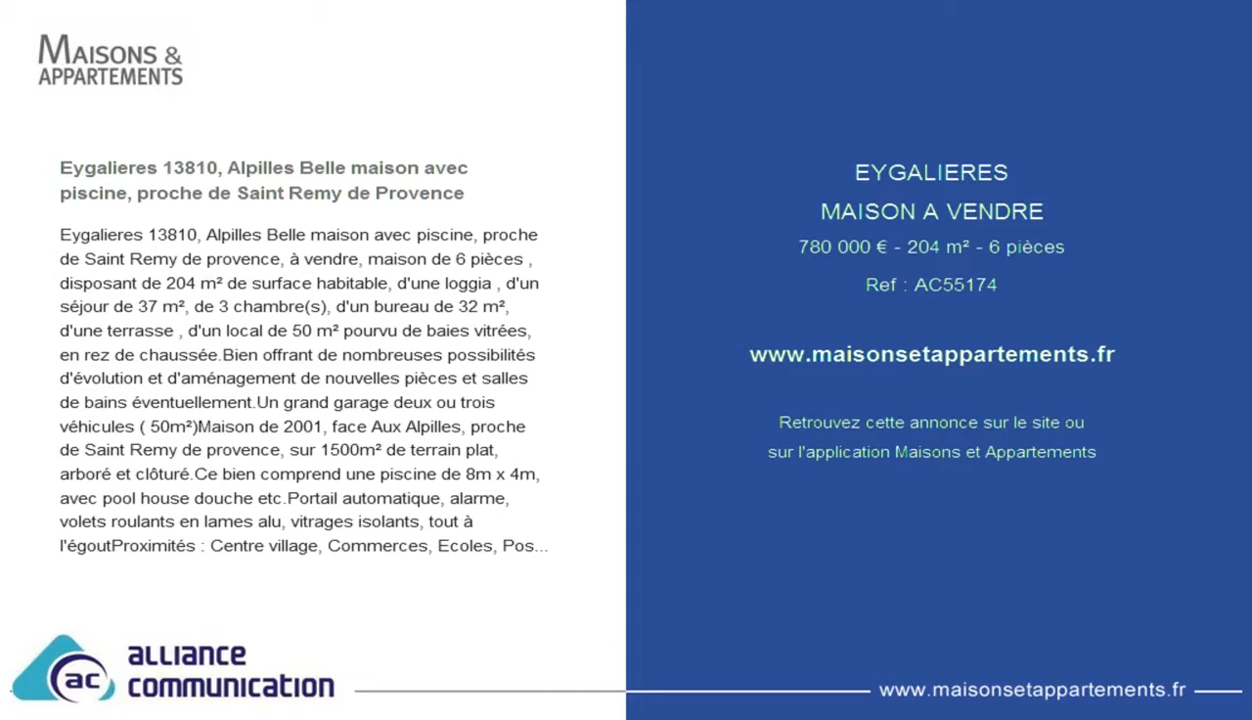 MAISONS &
APPARTEMENTS
Eygalieres 13810, Alpilles Belle maison avec
piscine, proche de Saint Remy de Provence
Eygalieres 13810, Alpilles Belle maison avec piscine, proche
de Saint Remy de provence, à vendre, maison de 6 pièces ,
disposant de 204 m² de surface habitable, d'une loggia , d'un
séjour de 37 m², de 3 chambre(s), d'un bureau de 32 m²,
d'une terrasse , d'un local de 50 m² pourvu de baies vitrées,
en rez de chaussée.Bien offrant de nombreuses possibilités
d'évolution et d'aménagement de nouvelles pièces et salles
de bains éventuellement.Un grand garage deux ou trois
véhicules ( 50m²)Maison de 2001, face Aux Alpilles, proche
de Saint Remy de provence, sur 1500m² de terrain plat,
arboré et clôturé.Ce bien comprend une piscine de 8m x 4m,
avec pool house douche etc.Portail automatique, alarme,
volets roulants en lames alu, vitrages isolants, tout à
l'égoutProximités : Centre village, Commerces, Ecoles, Pos...
ac
alliance
communication
EYGALIERES
MAISON A VENDRE
780 000 € - 204 m² - 6 pièces
Ref : AC55174
www.maisonsetappartements.fr
Retrouvez cette annonce sur le site ou
sur l'application Maisons et Appartements
www.maisonsetappartements.fr